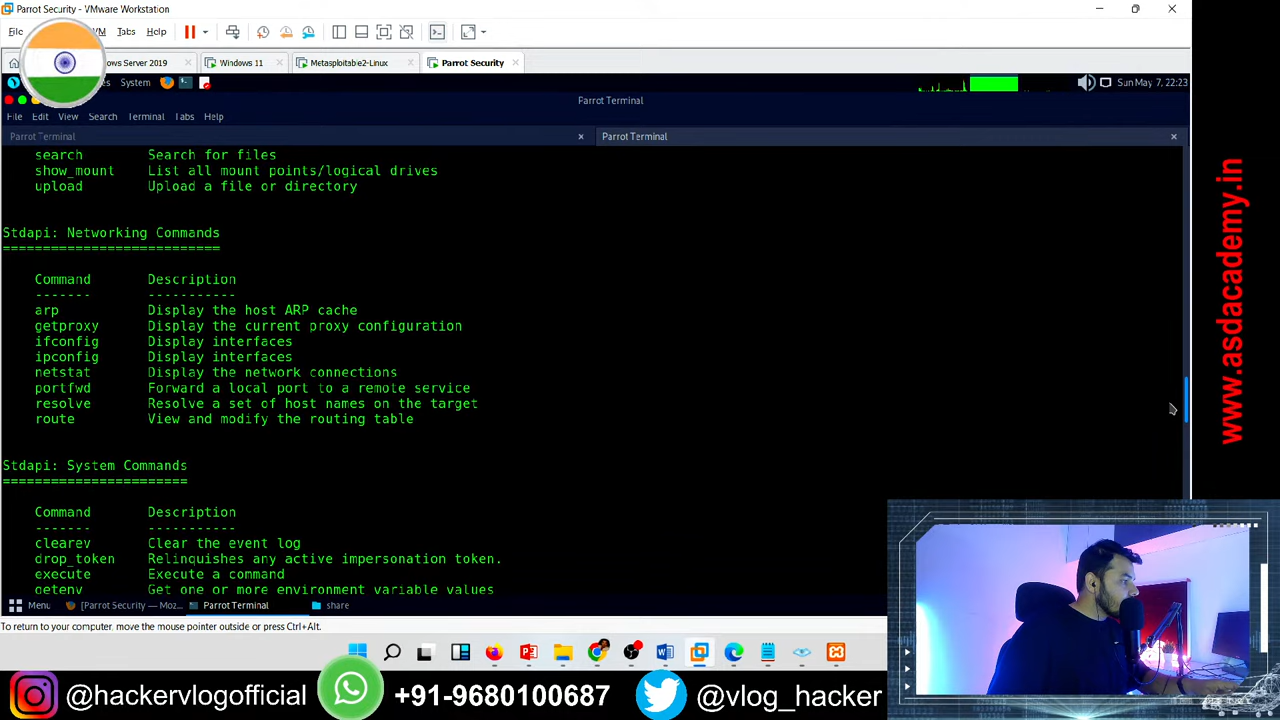 Parrot Security - VMware Workstation
File
VM
Tabs
Help
ows Server 2019
Windows 11
Metasploitable2-Linux
Parrot Security
System
Sun May 7, 22:23
Parrot Terminal
File Edit View Search Terminal Tabs Help
Parrot Terminal
Parrot Terminal
search Search for files
show_mount List all mount points/logical drives
upload Upload a file or directory
Stdapi: Networking Commands
===========================
Command Description
------- -----------
arp Display the host ARP cache
getproxy Display the current proxy configuration
ifconfig Display interfaces
ipconfig Display interfaces
netstat Display the network connections
portfwd Forward a local port to a remote service
resolve Resolve a set of host names on the target
route View and modify the routing table
Stdapi: System Commands
=======================
Command Description
------- -----------
clearev Clear the event log
drop_token Relinquishes any active impersonation token.
execute Execute a command
getenv Get one or more environment variable values
Menu
[Parrot Security — Moz...
Parrot Terminal
share
To return to your computer, move the mouse pointer outside or press Ctrl+Alt.
www.asdacademy.in
@hackervlogofficial
+91-9680100687
@vlog_hacker